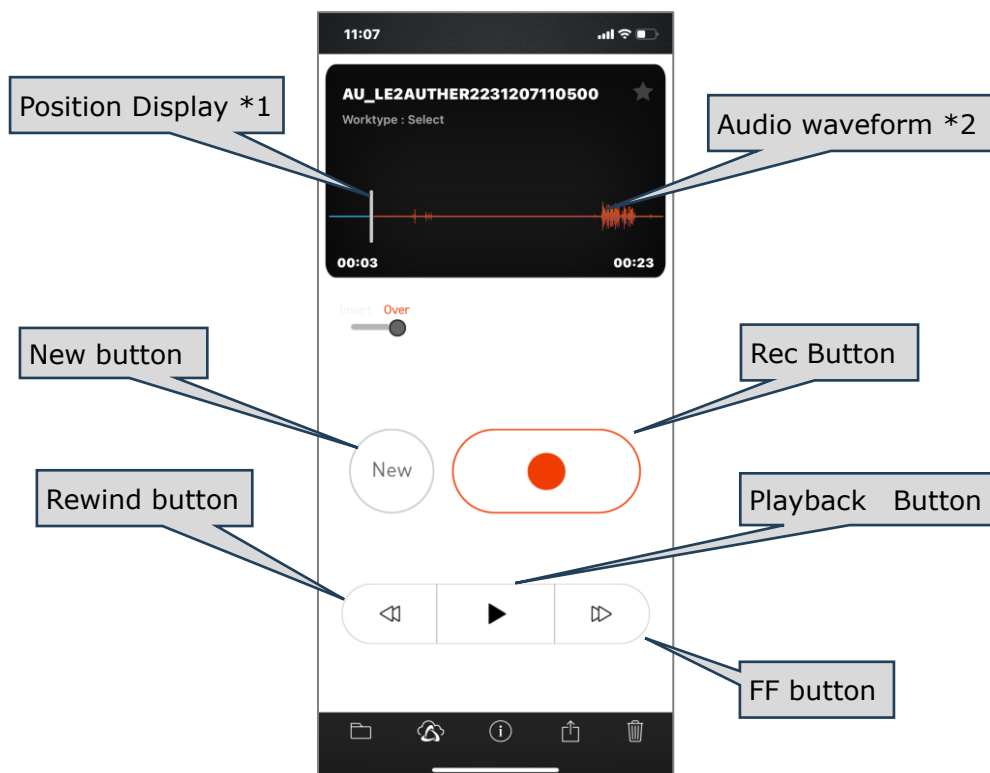 11:07
Position Display *1
AU_LE2AUTHER2231207110500
Worktype : Select
Audio waveform *2
00:03
00:23
Insert Over
New button
Rec Button
New
Rewind button
Playback Button
FF button